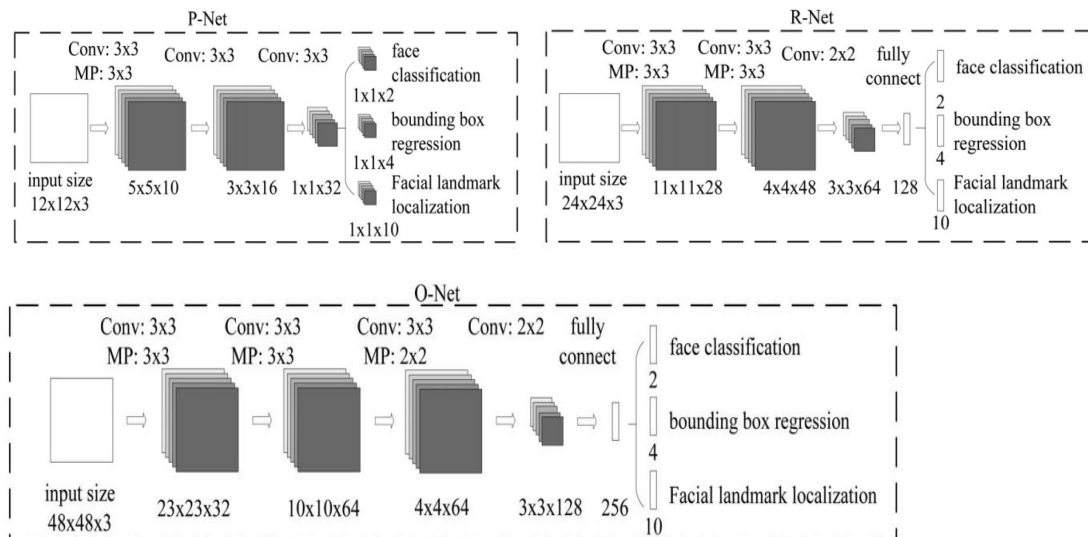 P-Net
Conv: 3x3
MP: 3x3
Conv: 3x3
Conv: 3x3
face
classification
1x1x2
bounding box
regression
1x1x4
Facial landmark
localization
1x1x10
input size
12x12x3
5x5x10
3x3x16
1x1x32
R-Net
Conv: 3x3
MP: 3x3
Conv: 3x3
MP: 3x3
Conv: 2x2
fully
connect
face classification
2
bounding box
regression
4
Facial landmark
localization
10
input size
24x24x3
11x11x28
4x4x48
3x3x64
128
O-Net
Conv: 3x3
MP: 3x3
Conv: 3x3
MP: 3x3
Conv: 3x3
MP: 2x2
Conv: 2x2
fully
connect
face classification
2
bounding box regression
4
Facial landmark localization
10
input size
48x48x3
23x23x32
10x10x64
4x4x64
3x3x128
256